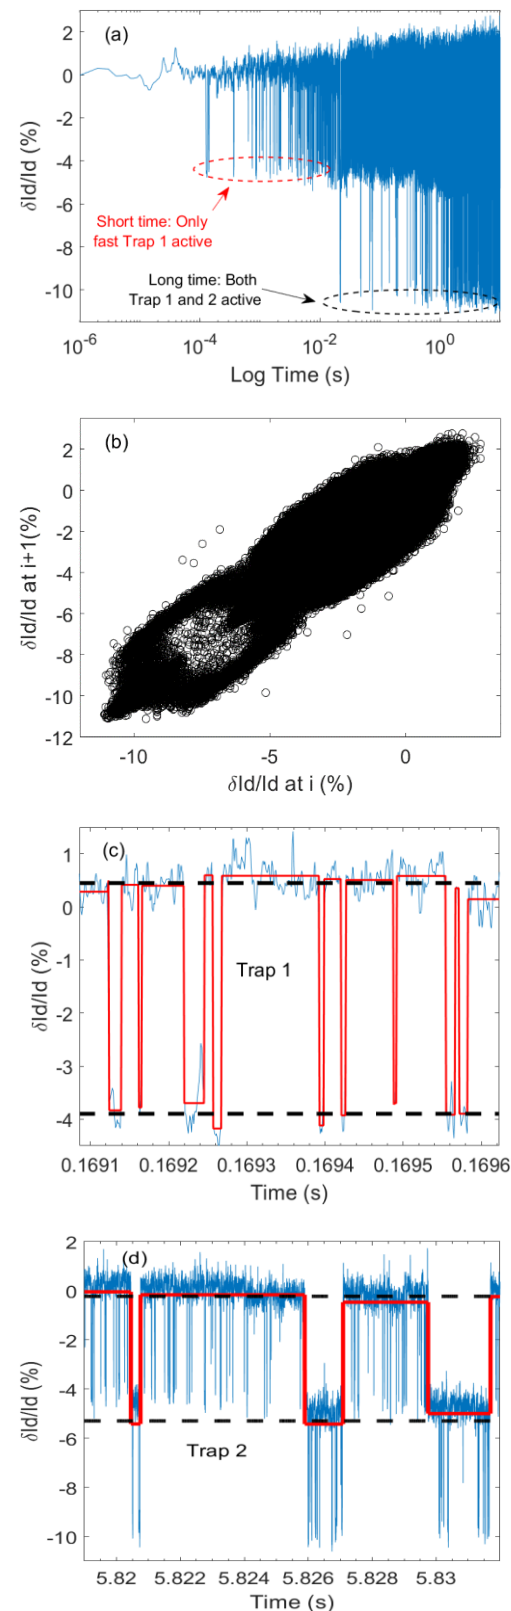 (a)
2
0
-2
-4
-6
-8
-10
δId/Id (%)
Short time: Only
fast Trap 1 active
Long time: Both
Trap 1 and 2 active
10⁻⁶ 10⁻⁴ 10⁻² 10⁰
Log Time (s)
(b)
2
0
-2
-4
-6
-8
-10
-12
δId/Id at i+1(%)
-10 -5 0
δId/Id at i (%)
(c)
1
0
-1
-2
-3
-4
δId/Id (%)
Trap 1
0.1691 0.1692 0.1693 0.1694 0.1695 0.1696
Time (s)
(d)
2
0
-2
-4
-6
-8
-10
δId/Id (%)
Trap 2
5.82 5.822 5.824 5.826 5.828 5.83
Time (s)